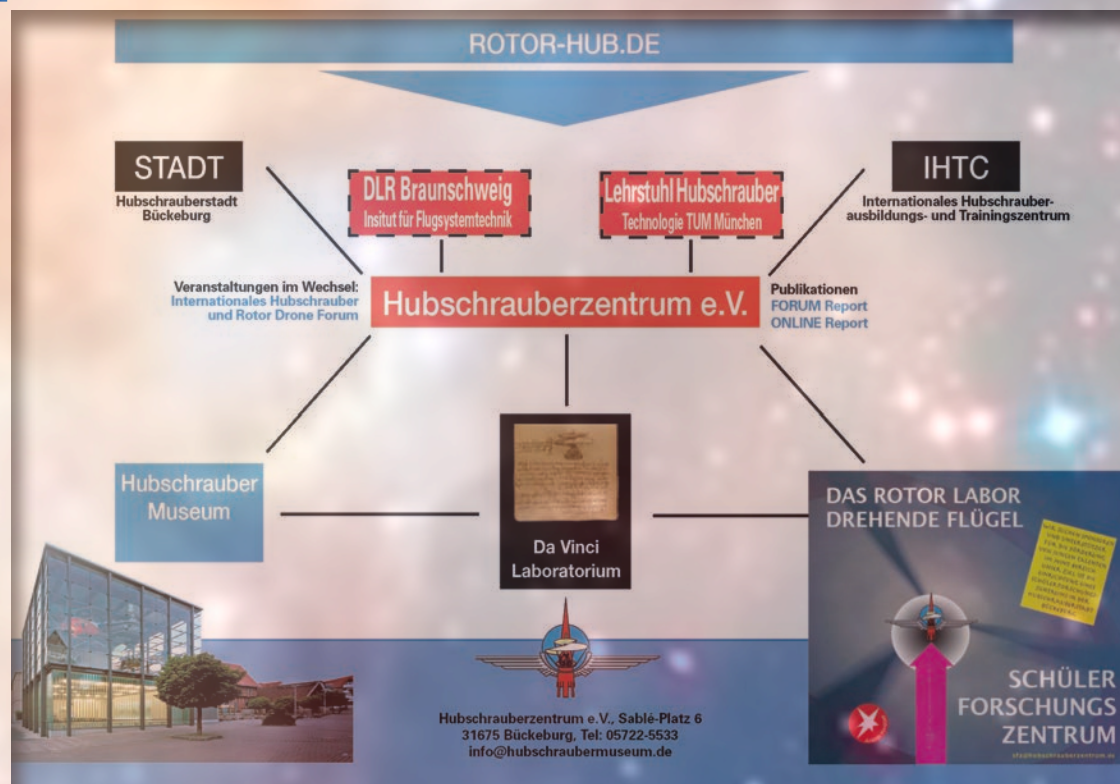 ROTOR-HUB.DE
STADT
Hubschrauberstadt
Bückeburg
DLR Braunschweig
Insitut für Flugsystemtechnik
Lehrstuhl Hubschrauber
Technologie TUM München
IHTC
Internationales Hubschrauber-
ausbildungs- und Trainingszentrum
Veranstaltungen im Wechsel:
Internationales Hubschrauber
und Rotor Drone Forum
Hubschrauberzentrum e.V.
Publikationen
FORUM Report
ONLINE Report
Hubschrauber
Museum
Da Vinci
Laboratorium
DAS ROTOR LABOR
DREHENDE FLÜGEL
SCHÜLER
FORSCHUNGS
ZENTRUM
Hubschrauberzentrum e.V., Sablé-Platz 6
31675 Bückeburg, Tel: 05722-5533
info@hubschraubermuseum.de